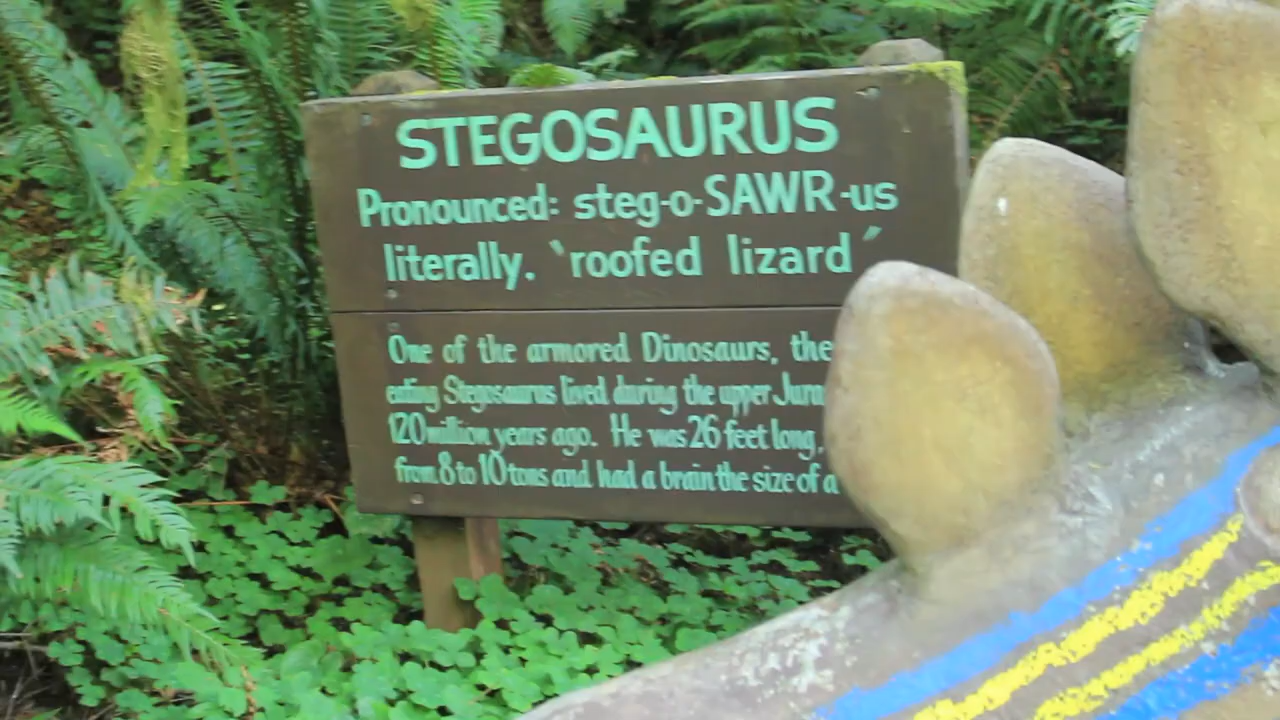 STEGOSAURUS
Pronounced: steg-o-SAWR-us
literally. "roofed lizard"
One of the armored Dinosaurs, the
eating Stegosaurus lived during the upper
120 million years ago. He was 26 feet long,
from 8 to 10 tons and had a brain the size of a